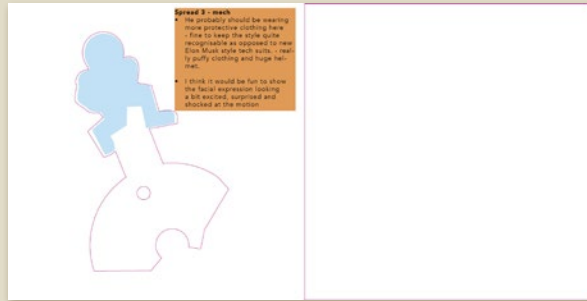 Spread 3 - mech
• He probably should be wearing
more protective clothing here
- fine to keep the style quite
recognisable as opposed to new
Elon Musk style tech suits. - real-
ly puffy clothing and huge hel-
met.
• I think it would be fun to show
the facial expression looking
a bit excited, surprised and
shocked at the motion